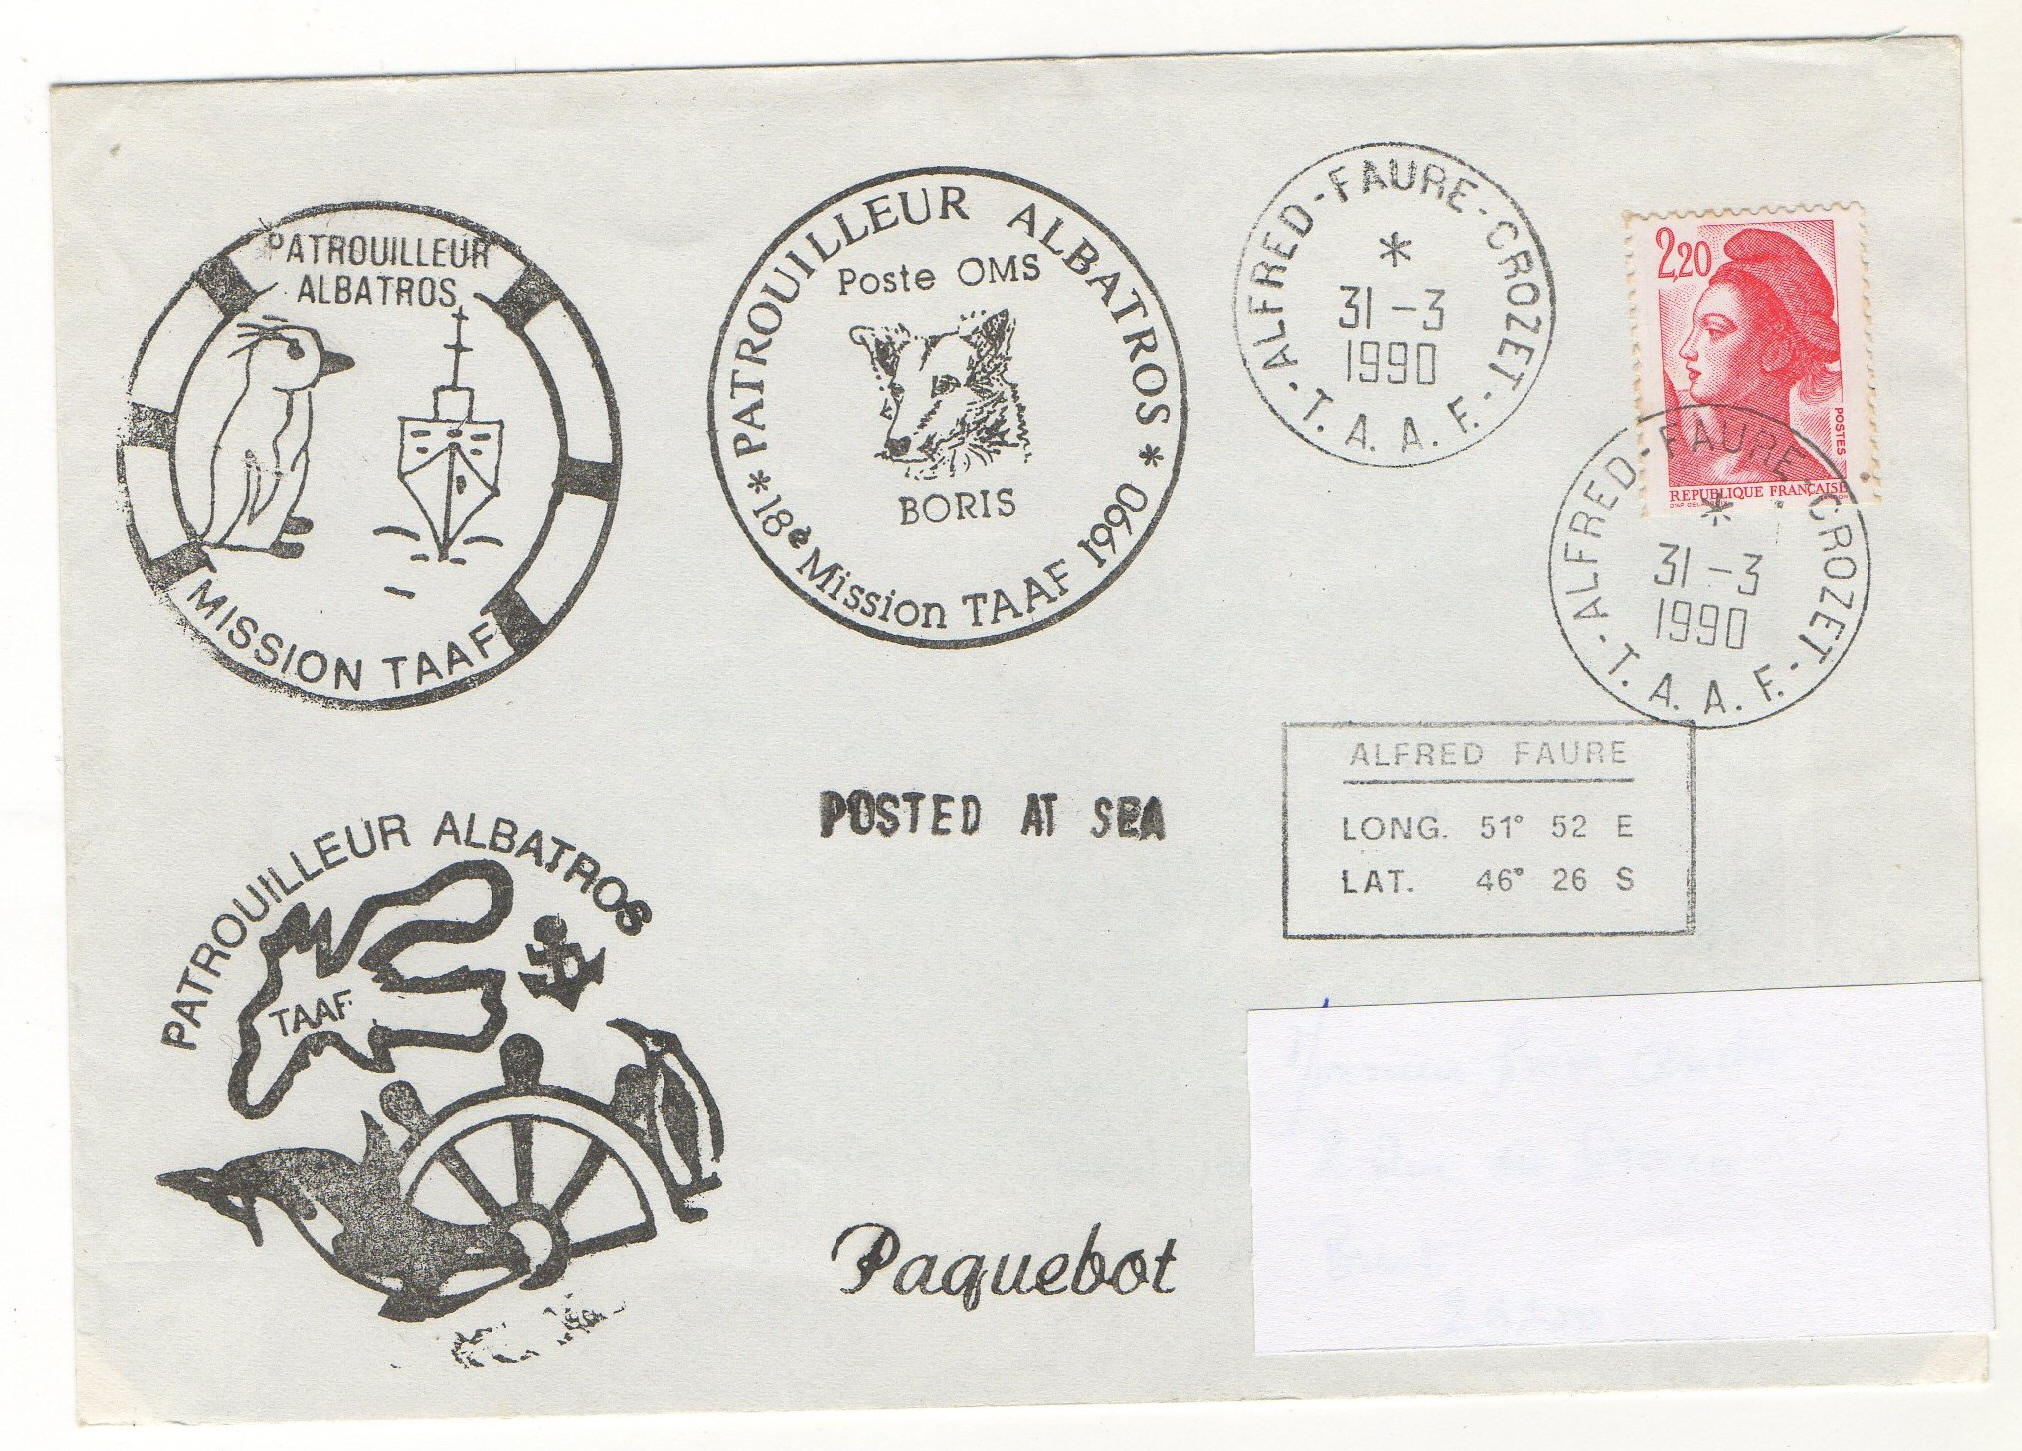 PATROUILLEUR
ALBATROS
MISSION TAAF
PATROUILLEUR ALBATROS
Poste OMS
BORIS
* 18è Mission TAAF 1990 *
ALFRED-FAURE-CROZET
*
31-3
1990
- T. A. A. F. -
2,20
POSTES
REPUBLIQUE FRANÇAISE
ALFRED-FAURE-CROZET
*
31-3
1990
- T. A. A. F. -
POSTED AT SEA
ALFRED FAURE
LONG. 51° 52 E
LAT. 46° 26 S
PATROUILLEUR ALBATROS
TAAF
Paquebot